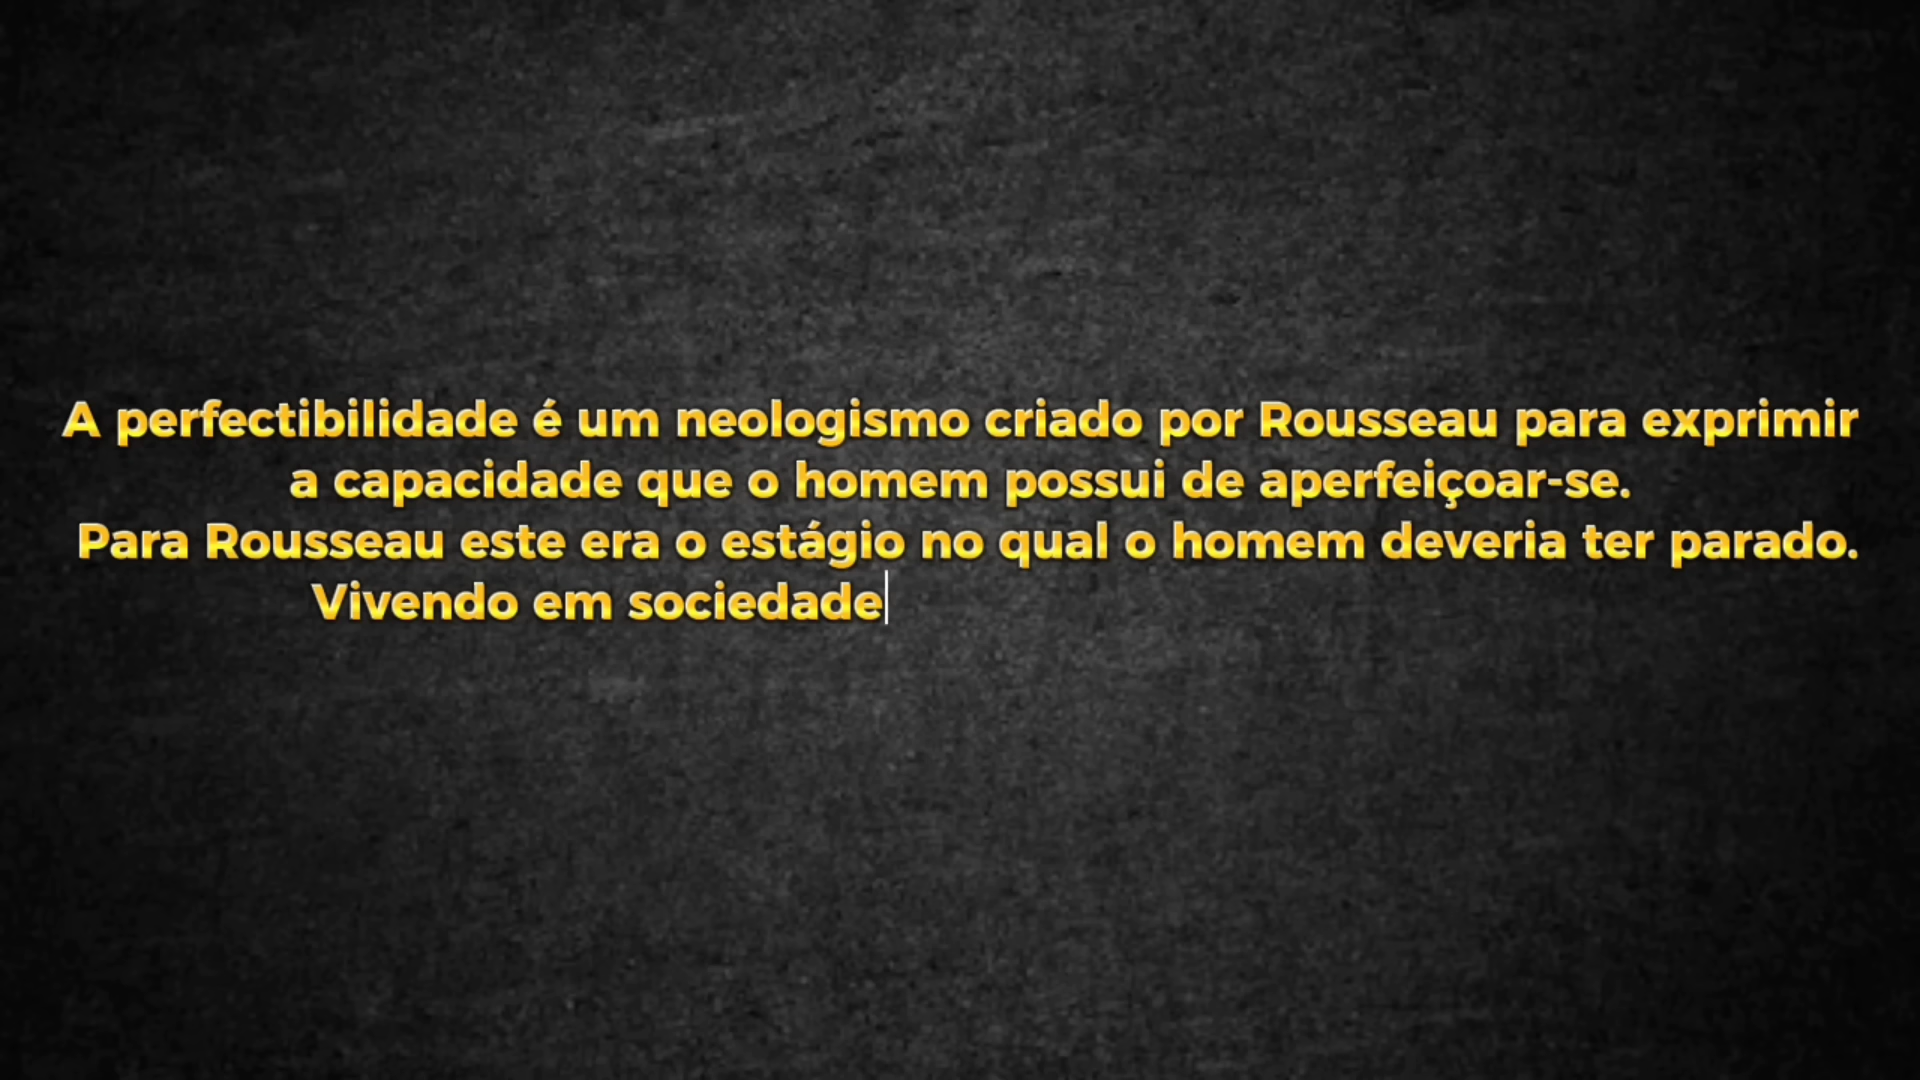 A perfectibilidade é um neologismo criado por Rousseau para exprimir
a capacidade que o homem possui de aperfeiçoar-se.
Para Rousseau este era o estágio no qual o homem deveria ter parado.
Vivendo em sociedade